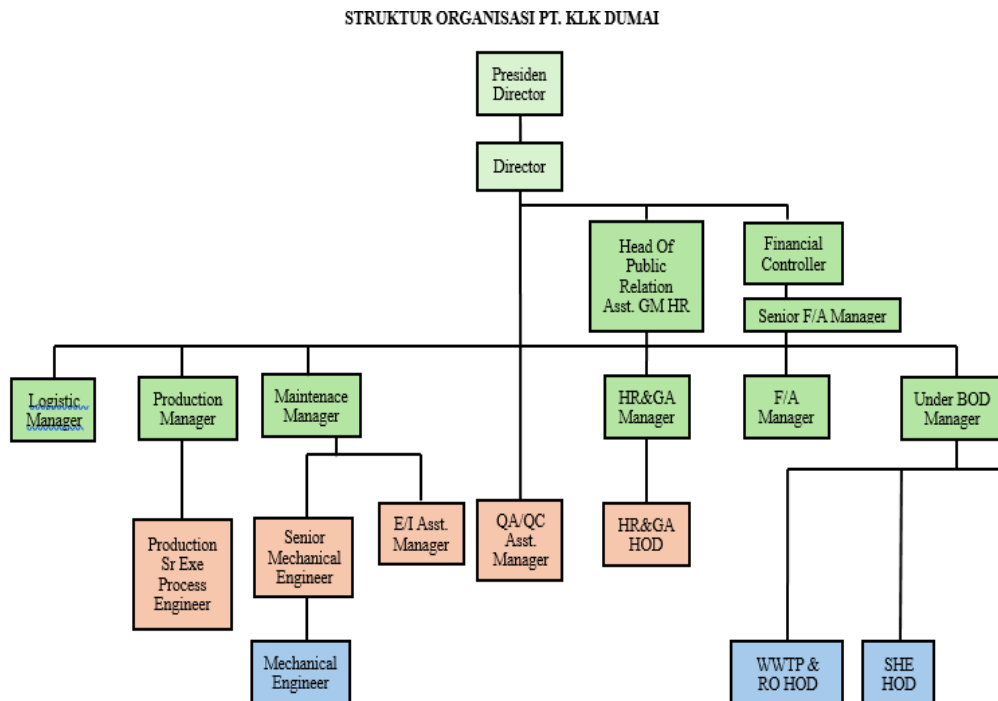 STRUKTUR ORGANISASI PT. KLK DUMAI
Presiden
Director
Director
Head Of
Public
Relation
Asst. GM HR
Financial
Controller
Senior F/A Manager
Logistic
Manager
Production
Manager
Maintenace
Manager
HR&GA
Manager
F/A
Manager
Under BOD
Manager
Production
Sr Exe
Process
Engineer
Senior
Mechanical
Engineer
E/I Asst.
Manager
QA/QC
Asst.
Manager
HR&GA
HOD
Mechanical
Engineer
WWTP &
RO HOD
SHE
HOD